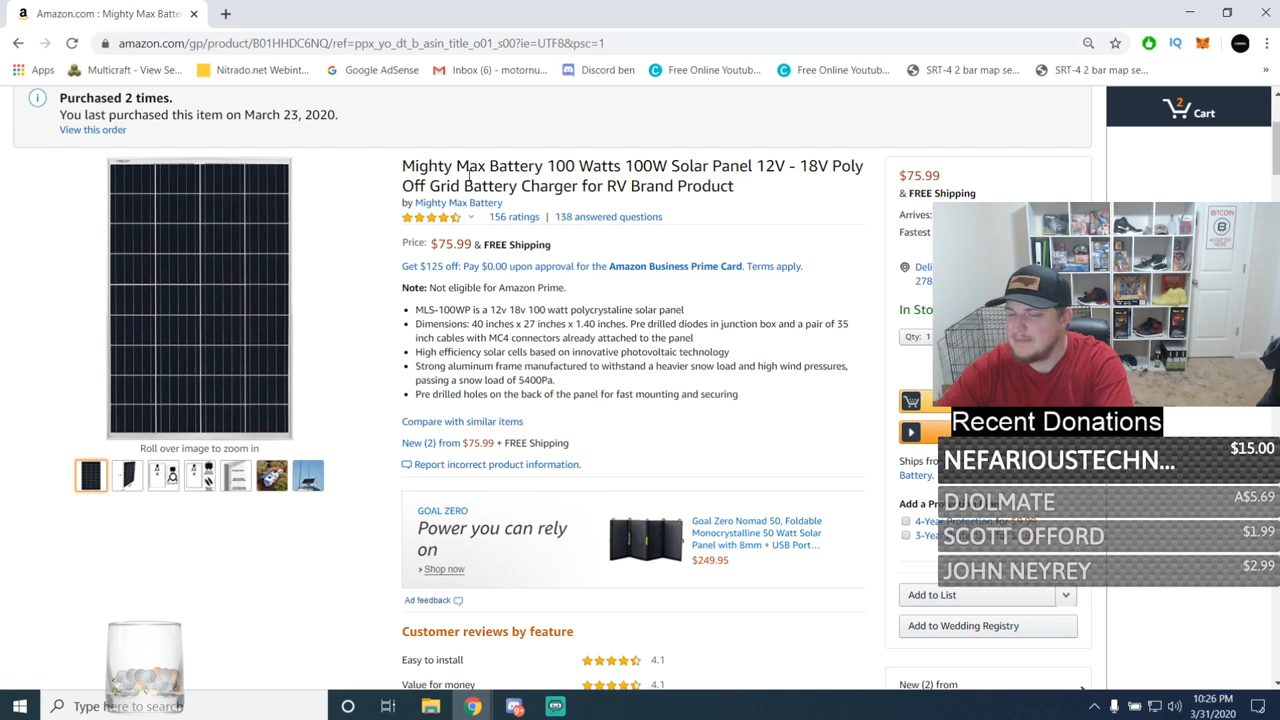 Amazon.com : Mighty Max Batte
amazon.com/gp/product/B01HHDC6NQ/ref=ppx_yo_dt_b_asin_title_o01_s00?ie=UTF8&psc=1
Apps
Multicraft - View Se...
Nitrado.net Webint...
Google AdSense
Inbox (6) - motornu...
Discord ben
Free Online Youtub...
Free Online Youtub...
SRT-4 2 bar map se...
SRT-4 2 bar map se...
Purchased 2 times.
You last purchased this item on March 23, 2020.
View this order
2
Cart
Mighty Max Battery 100 Watts 100W Solar Panel 12V - 18V Poly
Off Grid Battery Charger for RV Brand Product
by Mighty Max Battery
156 ratings | 138 answered questions
Price: $75.99 & FREE Shipping
Get $125 off: Pay $0.00 upon approval for the Amazon Business Prime Card. Terms apply.
Note: Not eligible for Amazon Prime.
MLS-100WP is a 12v 18v 100 watt polycrystaline solar panel
Dimensions: 40 inches x 27 inches x 1.40 inches. Pre drilled diodes in junction box and a pair of 35
inch cables with MC4 connectors already attached to the panel
High efficiency solar cells based on innovative photovoltaic technology
Strong aluminum frame manufactured to withstand a heavier snow load and high wind pressures,
passing a snow load of 5400Pa.
Pre drilled holes on the back of the panel for fast mounting and securing
Compare with similar items
New (2) from $75.99 + FREE Shipping
Report incorrect product information.
Roll over image to zoom in
GOAL ZERO
Power you can rely
on
Shop now
Goal Zero Nomad 50, Foldable
Monocrystalline 50 Watt Solar
Panel with 8mm + USB Port...
$249.95
Ad feedback
Customer reviews by feature
Easy to install
4.1
Value for money
4.1
$75.99
& FREE Shipping
Arrives:
Fastest
Deli
278
In Sto
Qty: 1
BITCOIN
ACCEPTED
HERE
Ships fro
Battery.
Add a Pro
4-Year Protection for $9.99
3-Ye
Add to List
Add to Wedding Registry
New (2) from
Recent Donations
NEFARIOUSTECHN...
$15.00
DJOLMATE
A$5.69
SCOTT OFFORD
$1.99
JOHN NEYREY
$2.99
Type here to search
10:26 PM
3/31/2020